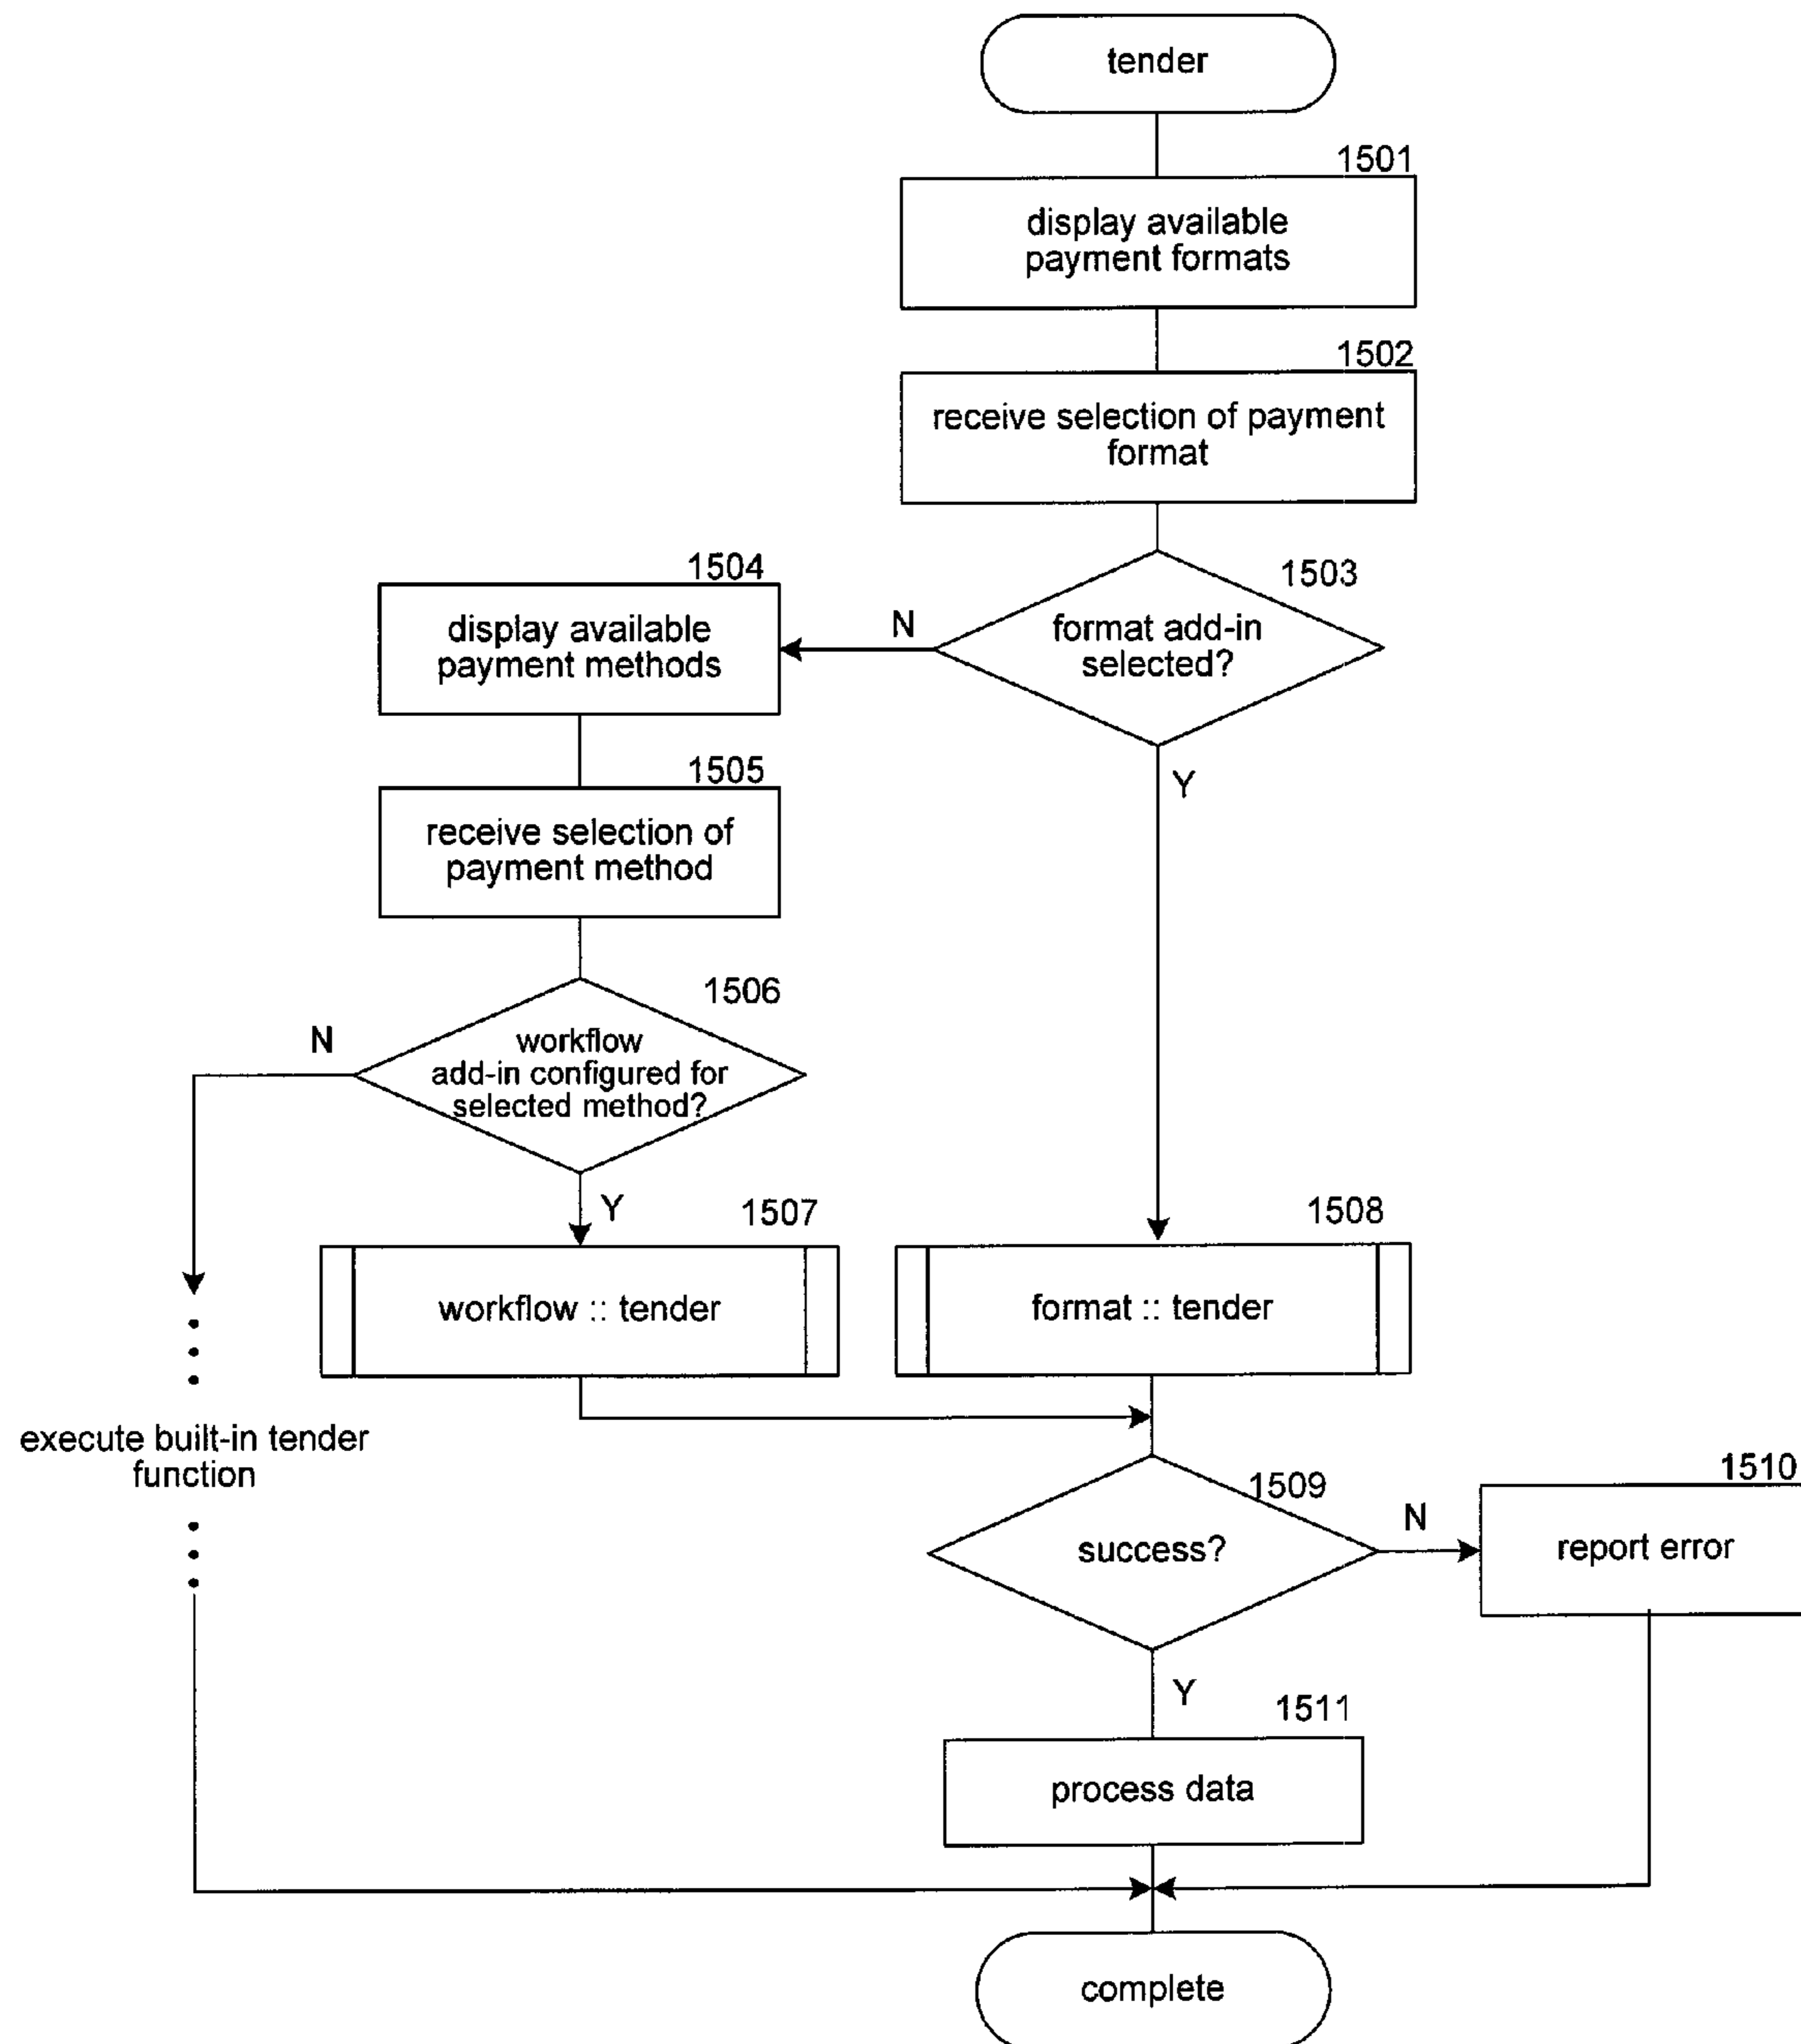 tender
1501
display available
payment formats
1502
receive selection of payment
format
1503
format add-in
selected?
N
Y
1504
display available
payment methods
1505
receive selection of
payment method
1506
workflow
add-in configured for
selected method?
N
Y
1507
workflow :: tender
1508
format :: tender
execute built-in tender
function
1509
success?
N
1510
report error
Y
1511
process data
complete